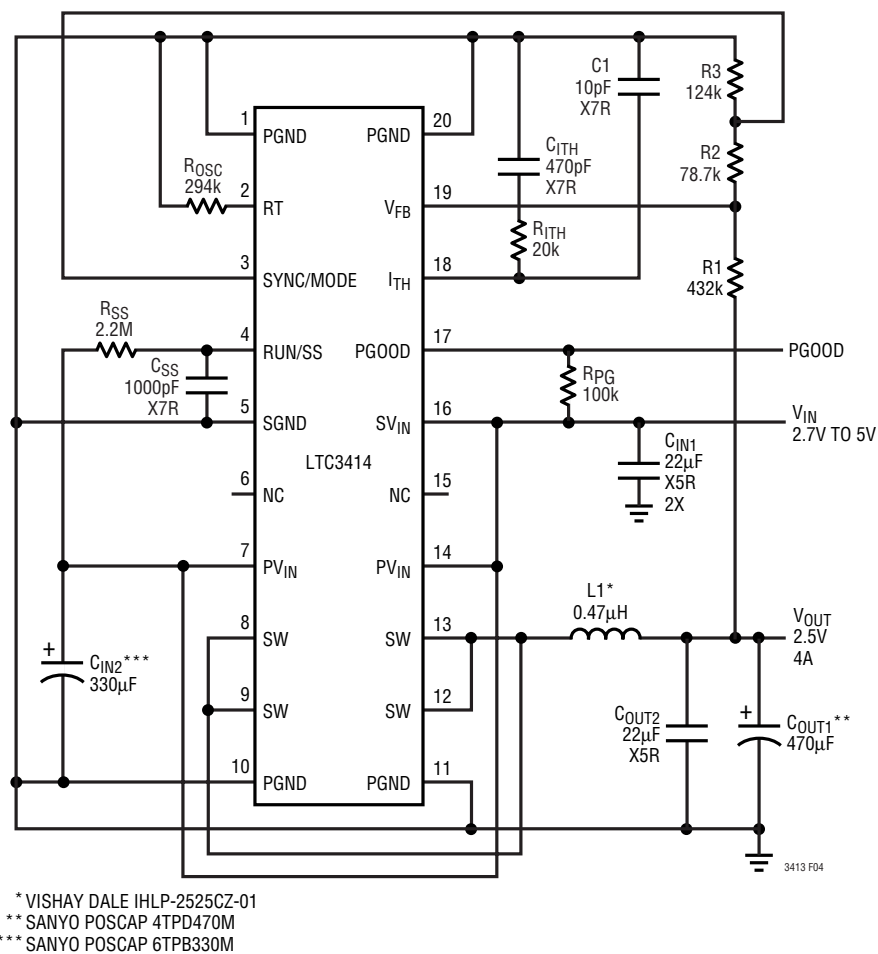 C1
10pF
X7R
R3
124k
1
PGND
PGND
20
R2
78.7k
CITH
470pF
X7R
ROSC
294k
2
RT
VFB
19
RITH
20k
3
SYNC/MODE
ITH
18
R1
432k
RSS
2.2M
4
RUN/SS
PGOOD
17
PGOOD
CSS
1000pF
X7R
RPG
100k
5
SGND
SVIN
16
VIN
2.7V TO 5V
LTC3414
CIN1
22µF
X5R
2X
6
NC
NC
15
7
PVIN
PVIN
14
L1*
0.47µH
8
SW
SW
13
VOUT
2.5V
4A
+
CIN2***
330µF
9
SW
SW
12
COUT2
22µF
X5R
+
COUT1**
470µF
10
PGND
PGND
11
3413 F04
* VISHAY DALE IHLP-2525CZ-01
** SANYO POSCAP 4TPD470M
*** SANYO POSCAP 6TPB330M